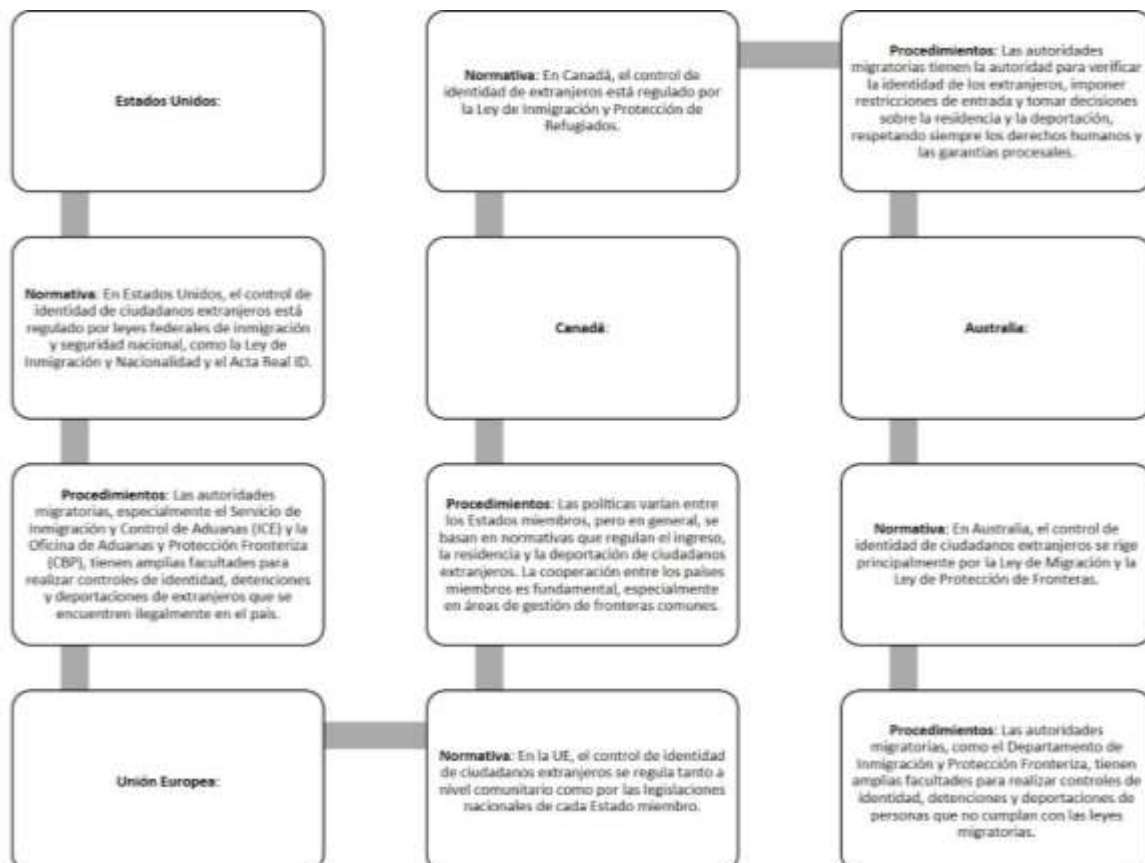 Estados Unidos:
Normativa: En Estados Unidos, el control de
identidad de ciudadanos extranjeros está
regulado por leyes federales de inmigración
y seguridad nacional, como la Ley de
Inmigración y Nacionalidad y el Acta Real ID.
Procedimientos: Las autoridades
migratorias, especialmente el Servicio de
Inmigración y Control de Aduanas (ICE) y la
Oficina de Aduanas y Protección Fronteriza
(CBP), tienen amplias facultades para
realizar controles de identidad, detenciones
y deportaciones de extranjeros que se
encuentren ilegalmente en el país.
Unión Europea:
Normativa: En la UE, el control de identidad
de ciudadanos extranjeros se regula tanto a
nivel comunitario como por las legislaciones
nacionales de cada Estado miembro.
Procedimientos: Las políticas varían entre
los Estados miembros, pero en general, se
basan en normativas que regulan el ingreso,
la residencia y la deportación de ciudadanos
extranjeros. La cooperación entre los países
miembros es fundamental, especialmente
en áreas de gestión de fronteras comunes.
Canadá:
Normativa: En Canadá, el control de
identidad de extranjeros está regulado por
la Ley de Inmigración y Protección de
Refugiados.
Procedimientos: Las autoridades
migratorias tienen la autoridad para verificar
la identidad de los extranjeros, imponer
restricciones de entrada y tomar decisiones
sobre la residencia y la deportación,
respetando siempre los derechos humanos y
las garantías procesales.
Australia:
Normativa: En Australia, el control de
identidad de ciudadanos extranjeros se rige
principalmente por la Ley de Migración y la
Ley de Protección de Fronteras.
Procedimientos: Las autoridades
migratorias, como el Departamento de
Inmigración y Protección Fronteriza, tienen
amplias facultades para realizar controles de
identidad, detenciones y deportaciones de
personas que no cumplan con las leyes
migratorias.